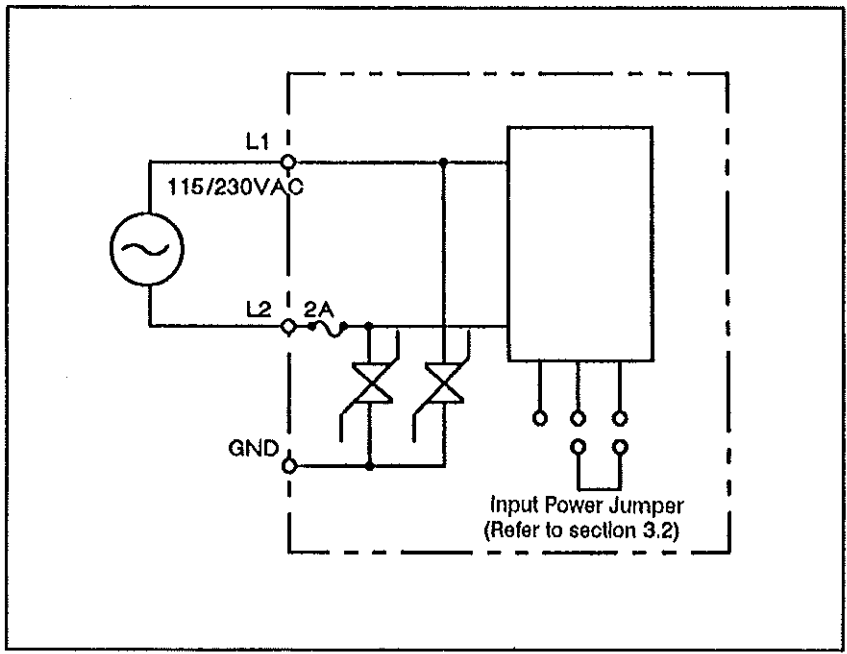 L1
115/230VAC
L2 2A
GND
Input Power Jumper
(Refer to section 3.2)